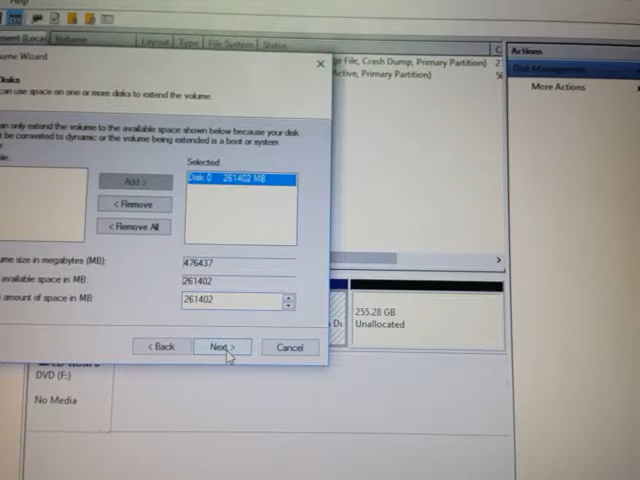 Help
Volume
Layout
Type
File System
Status
C
Actions
Disk Management
More Actions
ume Wizard
Disks
can use space on one or more disks to extend the volume.
ge File, Crash Dump, Primary Partition)
Active, Primary Partition)
an only extend the volume to the available space shown below because your disk
t be converted to dynamic or the volume being extended is a boot or system
Selected:
Disk 0 261402 MB
Add >
< Remove
< Remove All
ume size in megabytes (MB):
476437
available space in MB:
261402
amount of space in MB:
261402
< Back
Next >
Cancel
255.28 GB
Unallocated
DVD (F:)
No Media